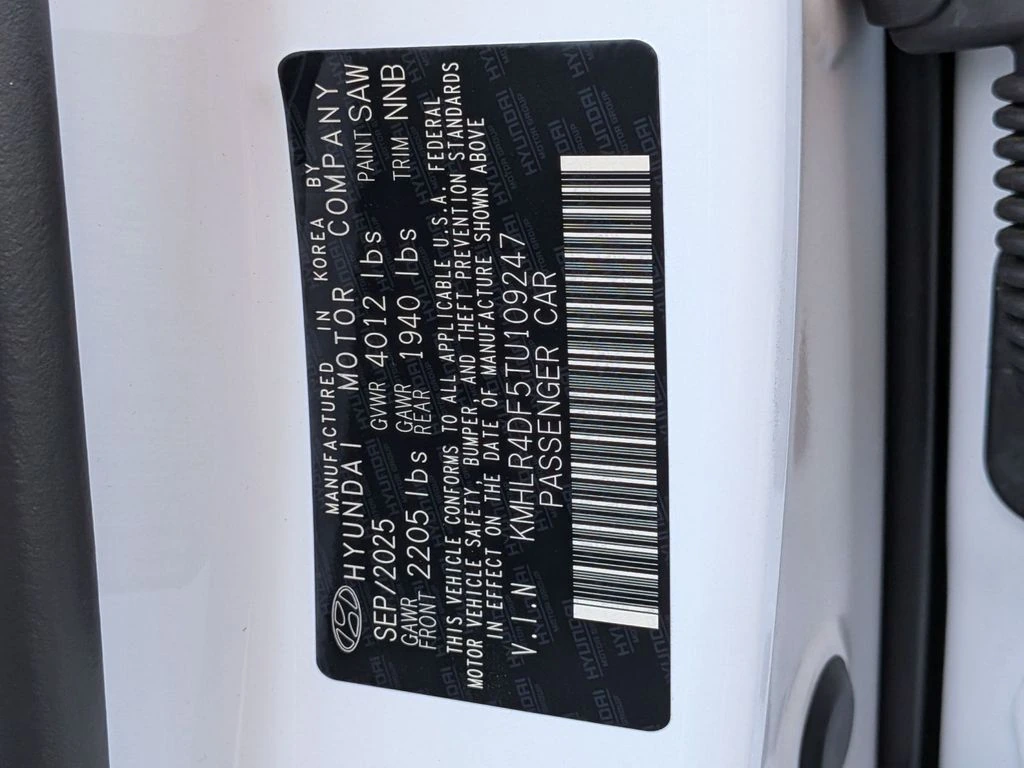 MANUFACTURED IN KOREA BY
HYUNDAI MOTOR COMPANY
SEP/2025 GVWR 4012 lbs PAINT SAW
GAWR FRONT 2205 lbs GAWR REAR 1940 lbs TRIM NNB
THIS VEHICLE CONFORMS TO ALL APPLICABLE U.S.A. FEDERAL
MOTOR VEHICLE SAFETY, BUMPER, AND THEFT PREVENTION STANDARDS
IN EFFECT ON THE DATE OF MANUFACTURE SHOWN ABOVE
V.I.N KMHLR4DF5TU109247
PASSENGER CAR